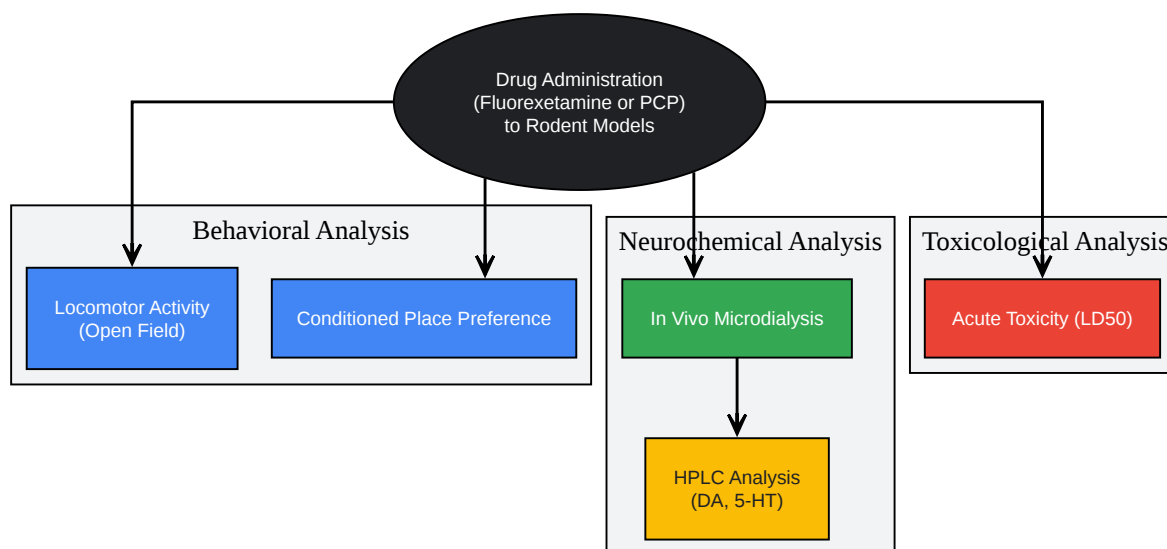 Drug Administration
(Fluorexetamine or PCP)
to Rodent Models
Behavioral Analysis
Locomotor Activity
(Open Field)
Conditioned Place Preference
Neurochemical Analysis
In Vivo Microdialysis
HPLC Analysis
(DA, 5-HT)
Toxicological Analysis
Acute Toxicity (LD50)